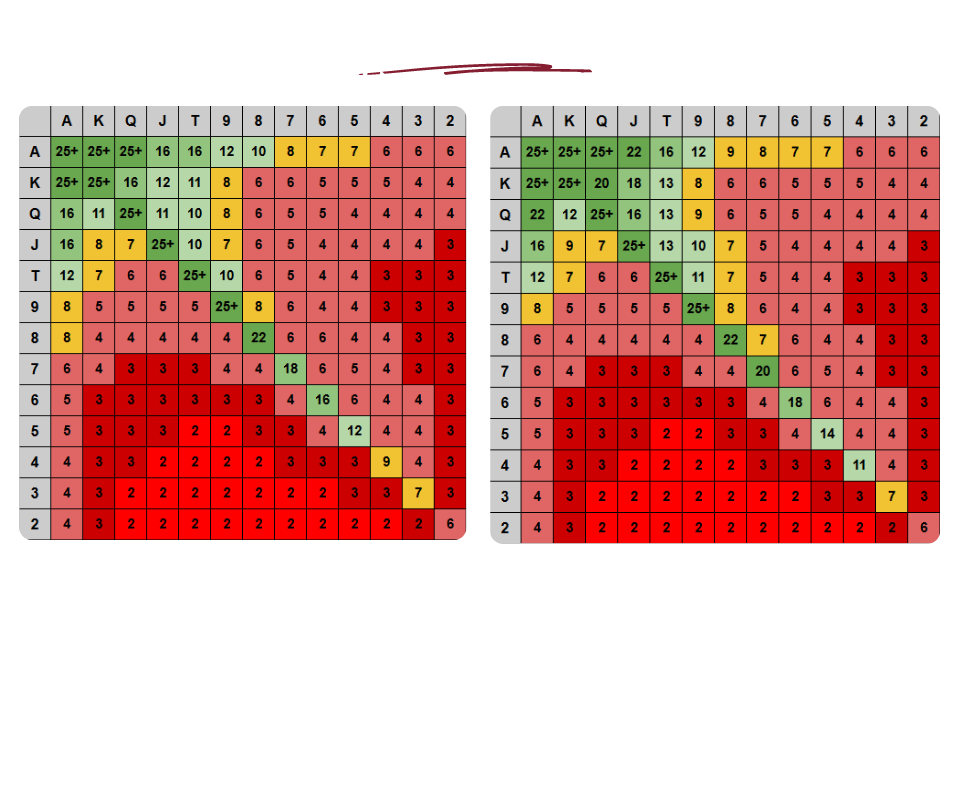 A K Q J T 9 8 7 6 5 4 3 2
A 25+ 25+ 25+ 16 16 12 10 8 7 7 6 6 6
K 25+ 25+ 16 12 11 8 6 6 5 5 5 4 4
Q 16 11 25+ 11 10 8 6 5 5 4 4 4 4
J 16 8 7 25+ 10 7 6 5 4 4 4 4 3
T 12 7 6 6 25+ 10 6 5 4 4 3 3 3
9 8 5 5 5 5 25+ 8 6 4 4 3 3 3
8 8 4 4 4 4 4 22 6 6 4 4 3 3
7 6 4 3 3 3 4 4 18 6 5 4 3 3
6 5 3 3 3 3 3 3 4 16 6 4 4 3
5 5 3 3 3 2 2 3 3 4 12 4 4 3
4 4 3 3 2 2 2 2 3 3 3 9 4 3
3 4 3 2 2 2 2 2 2 2 3 3 7 3
2 4 3 2 2 2 2 2 2 2 2 2 2 6
A K Q J T 9 8 7 6 5 4 3 2
A 25+ 25+ 25+ 22 16 12 9 8 7 7 6 6 6
K 25+ 25+ 20 18 13 8 6 6 5 5 5 4 4
Q 22 12 25+ 16 13 9 6 5 5 4 4 4 4
J 16 9 7 25+ 13 10 7 5 4 4 4 4 3
T 12 7 6 6 25+ 11 7 5 4 4 3 3 3
9 8 5 5 5 5 25+ 8 6 4 4 3 3 3
8 6 4 4 4 4 4 22 7 6 4 4 3 3
7 6 4 3 3 3 4 4 20 6 5 4 3 3
6 5 3 3 3 3 3 3 4 18 6 4 4 3
5 5 3 3 3 2 2 3 3 4 14 4 4 3
4 4 3 3 2 2 2 2 3 3 3 11 4 3
3 4 3 2 2 2 2 2 2 2 3 3 7 3
2 4 3 2 2 2 2 2 2 2 2 2 2 6